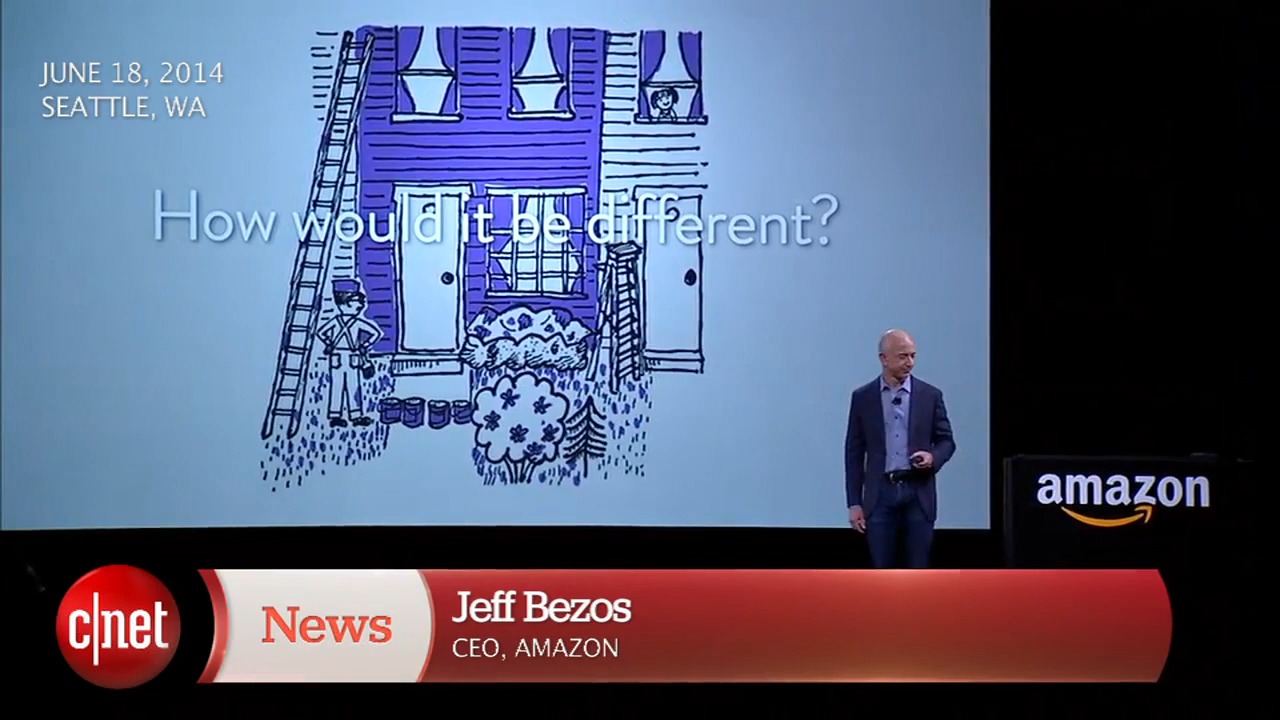 JUNE 18, 2014
SEATTLE, WA
How would it be different?
amazon
c|net
News
Jeff Bezos
CEO, AMAZON